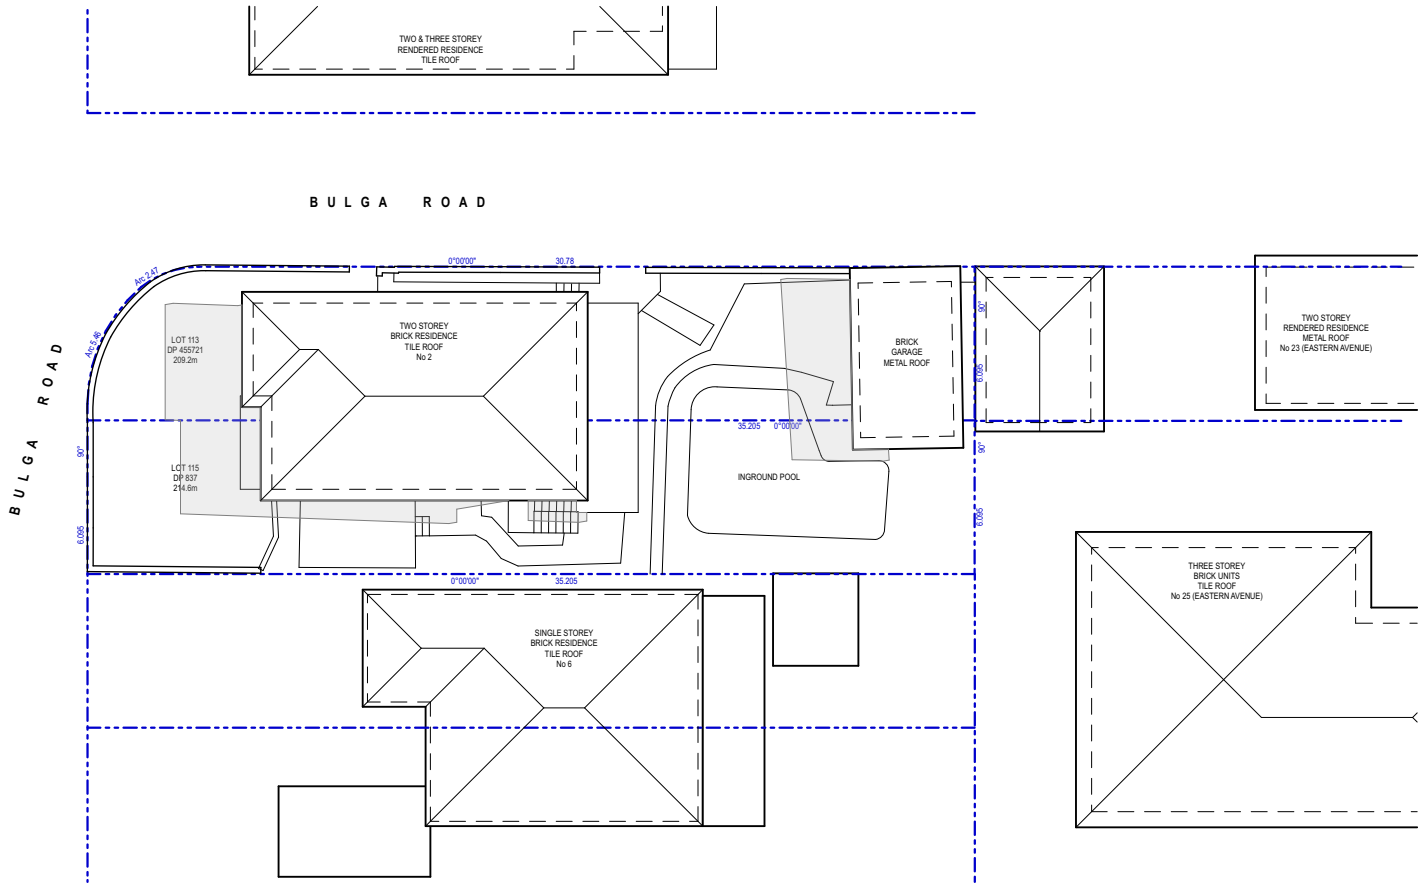 TWO & THREE STOREY
RENDERED RESIDENCE
TILE ROOF
BULGA ROAD
0°00'00" 30.78
Arc 2.47
Arc 5.46
BULGA ROAD
LOT 113
DP 455721
209.2m
TWO STOREY
BRICK RESIDENCE
TILE ROOF
No 2
BRICK
GARAGE
METAL ROOF
90°
6.095
TWO STOREY
RENDERED RESIDENCE
METAL ROOF
No 23 (EASTERN AVENUE)
35.205 0°00'00"
90°
90°
LOT 115
DP 837
214.6m
INGROUND POOL
6.095
6.095
0°00'00" 35.205
THREE STOREY
BRICK UNITS
TILE ROOF
No 25 (EASTERN AVENUE)
SINGLE STOREY
BRICK RESIDENCE
TILE ROOF
No 6